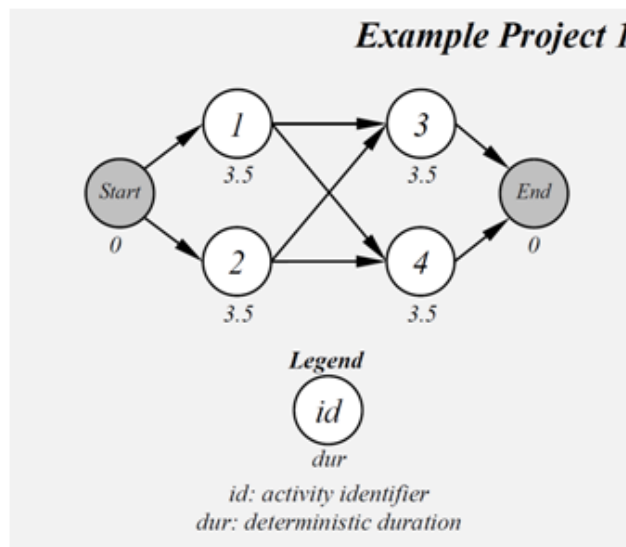 Example Project 1
1
3
3.5
3.5
Start
End
0
0
2
4
3.5
3.5
Legend
id
dur
id: activity identifier
dur: deterministic duration